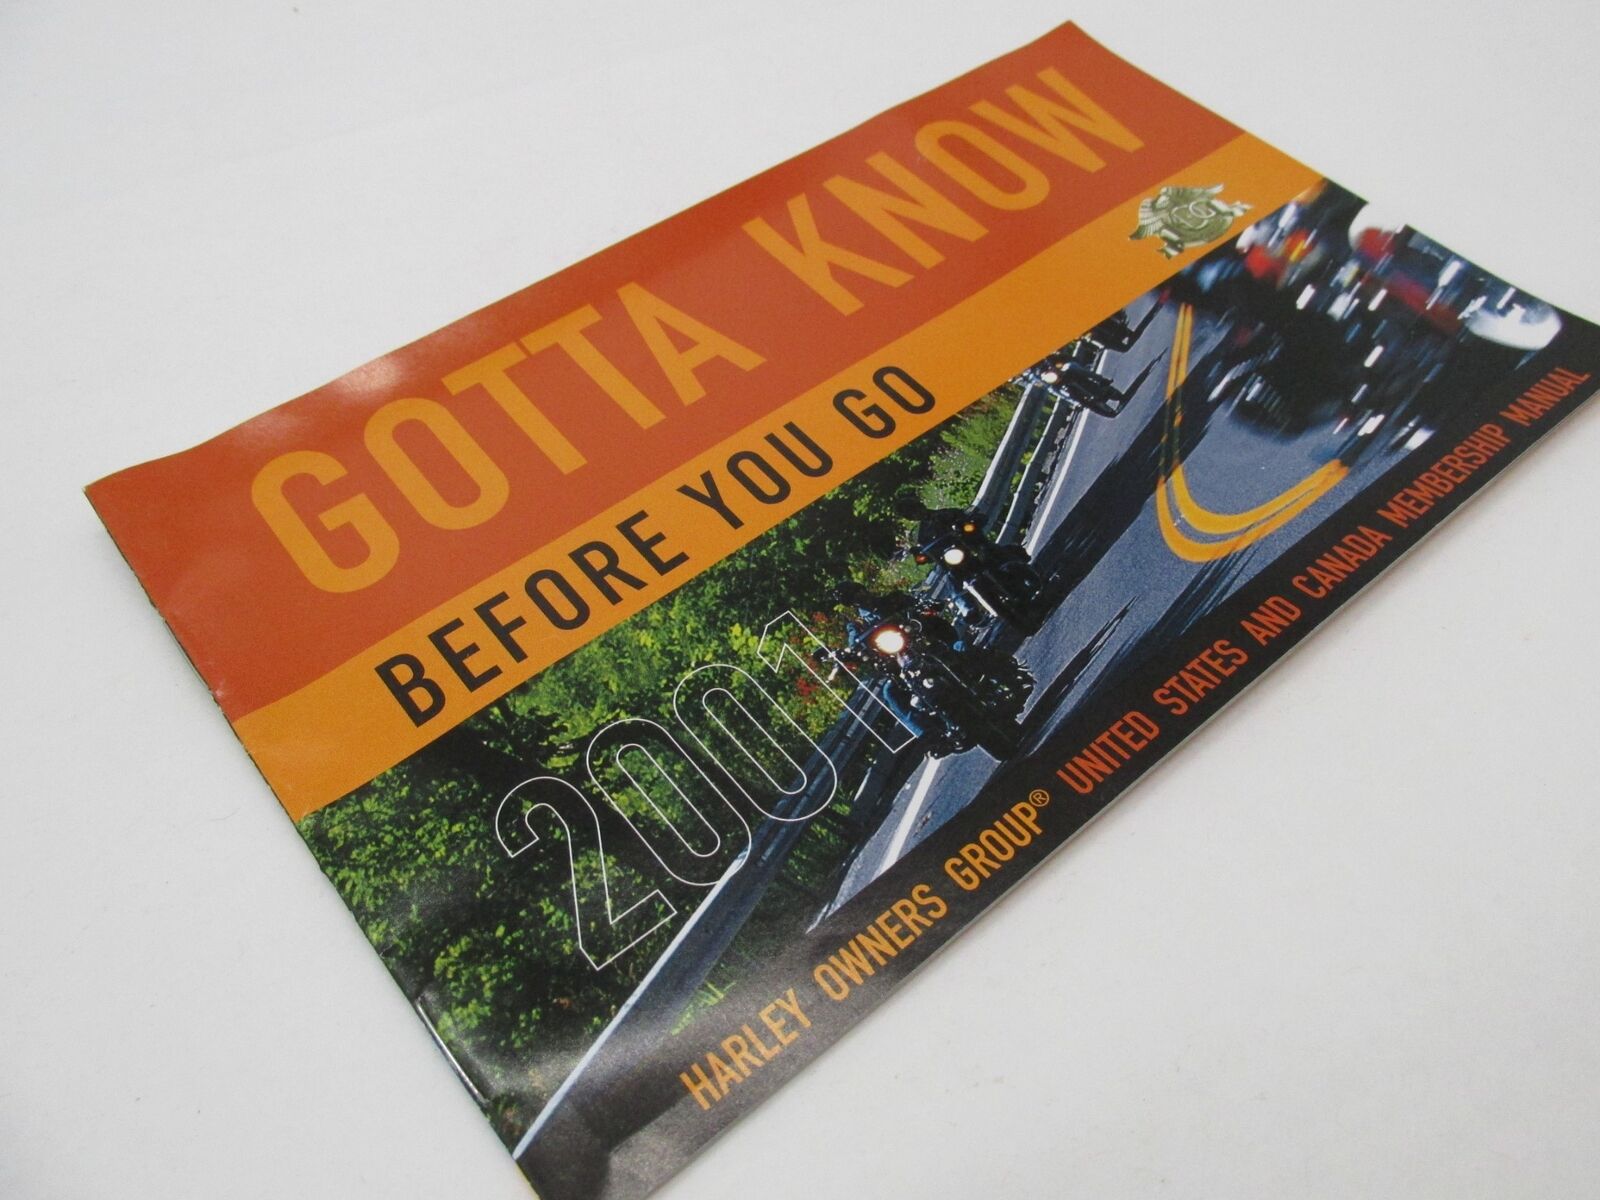 GOTTA KNOW
BEFORE YOU GO
2001
HARLEY OWNERS GROUP® UNITED STATES AND CANADA MEMBERSHIP MANUAL